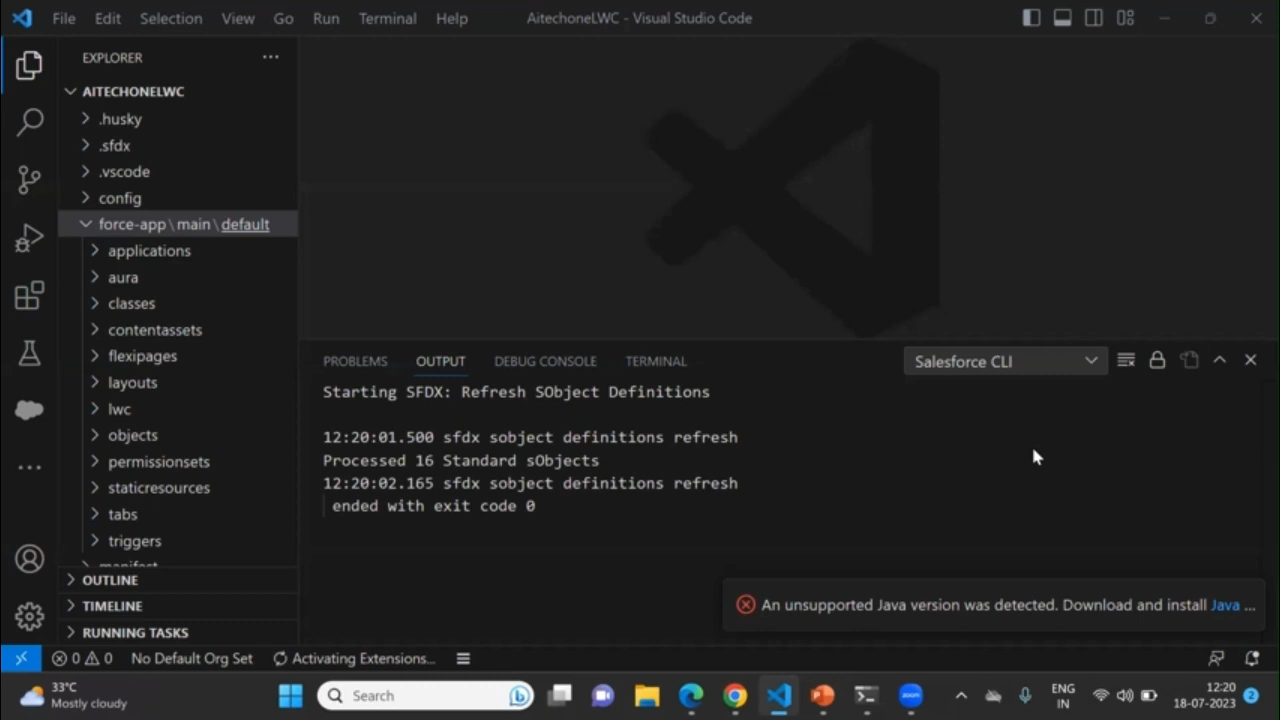 File Edit Selection View Go Run Terminal Help AitechoneLWC - Visual Studio Code
EXPLORER
AITECHONELWC
.husky
.sfdx
.vscode
config
force-app\main\default
applications
aura
classes
contentassets
flexipages
layouts
lwc
objects
permissionsets
staticresources
tabs
triggers
manifest
OUTLINE
TIMELINE
RUNNING TASKS
PROBLEMS OUTPUT DEBUG CONSOLE TERMINAL Salesforce CLI
Starting SFDX: Refresh SObject Definitions
12:20:01.500 sfdx sobject definitions refresh
Processed 16 Standard sObjects
12:20:02.165 sfdx sobject definitions refresh
ended with exit code 0
An unsupported Java version was detected. Download and install Java ...
0 0 No Default Org Set Activating Extensions...
33°C
Mostly cloudy
Search
zoom
ENG
IN
12:20
18-07-2023
2